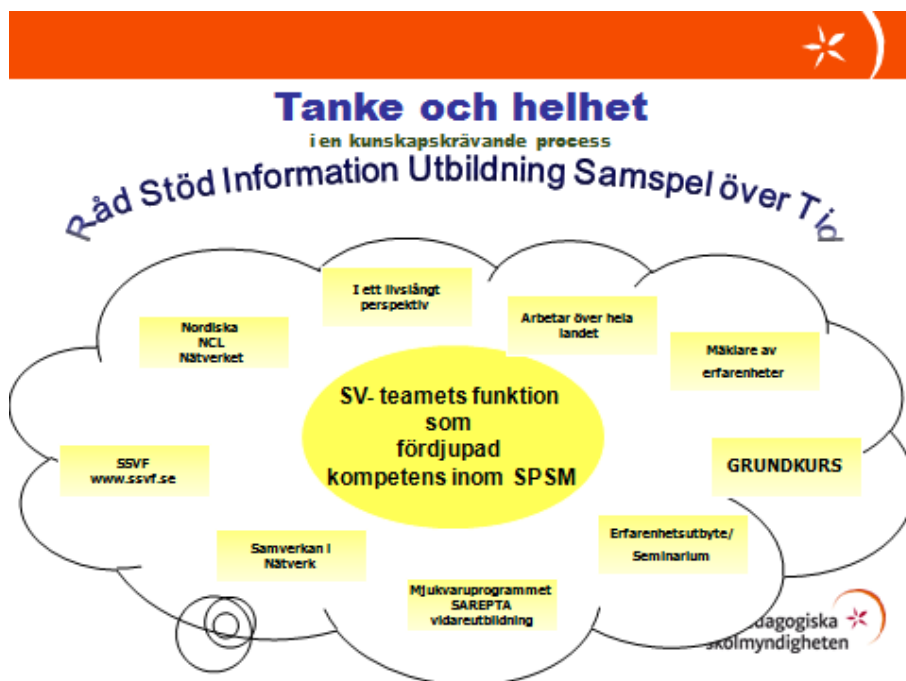 Tanke och helhet
i en kunskapskrävande process
Råd Stöd Information Utbildning Samspel över Tid
I ett livslångt
perspektiv
Arbetar över hela
landet
Nordiska
NCL
Nätverket
Mäklare av
erfarenheter
SV- teamets funktion
som
fördjupad
kompetens inom SPSM
SSVF
www.ssvf.se
GRUNDKURS
Samverkan i
Nätverk
Erfarenhetsutbyte/
Seminarium
Mjukvaruprogrammet
SAREPTA
vidareutbildning
dagogiska
skolmyndigheten